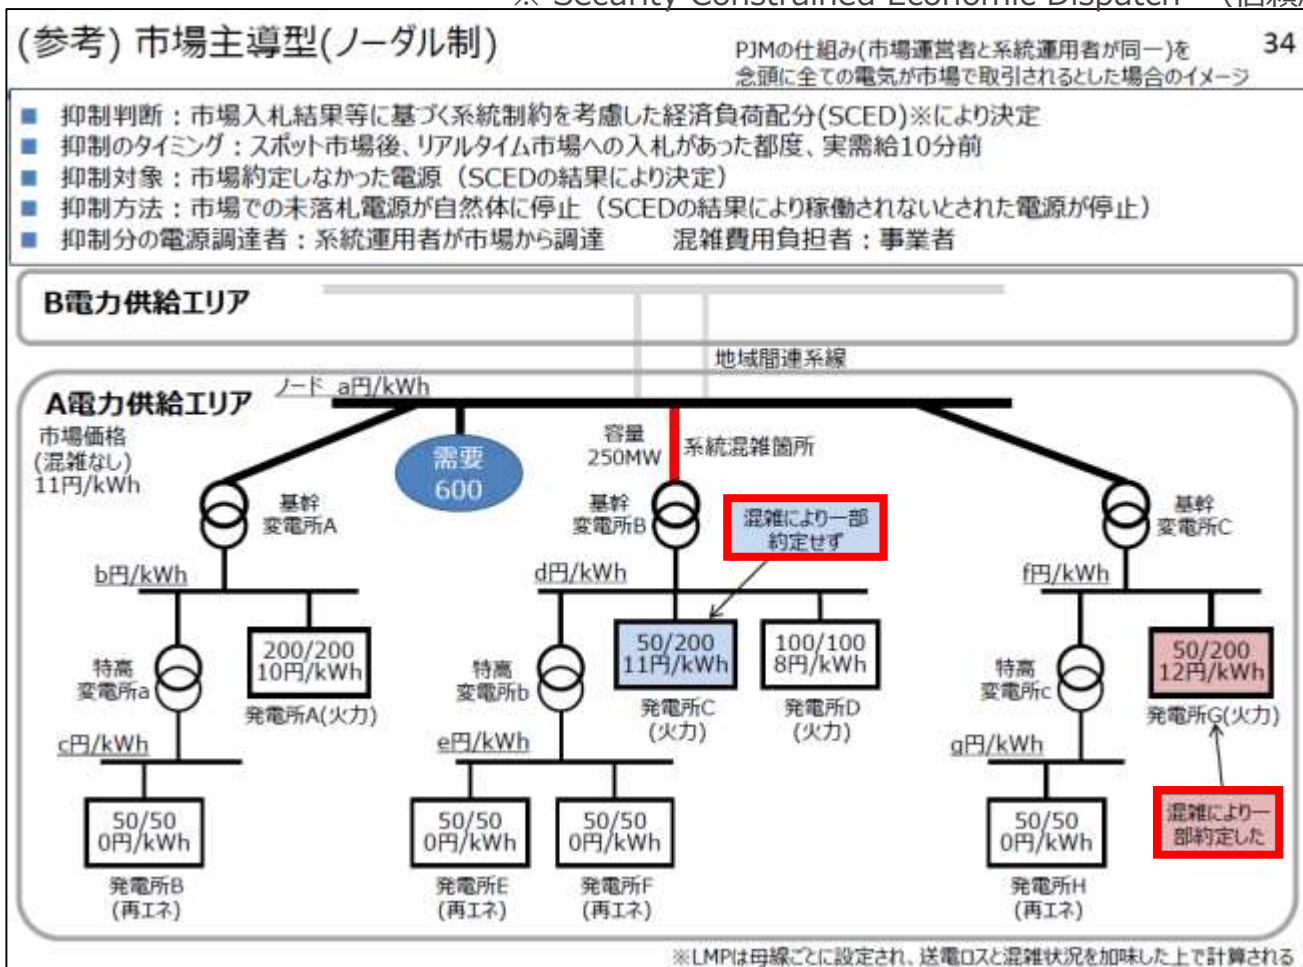 ※ Security Constrained Economic Dispatch
(参考) 市場主導型(ノーダル制)
PJMの仕組み(市場運営者と系統運用者が同一)を
念頭に全ての電気が市場で取引されるとした場合のイメージ
34
■ 抑制判断：市場入札結果等に基づく系統制約を考慮した経済負荷配分(SCED)※により決定
■ 抑制のタイミング：スポット市場後、リアルタイム市場への入札があった都度、実需給10分前
■ 抑制対象：市場約定しなかった電源（SCEDの結果により決定）
■ 抑制方法：市場での未落札電源が自然体に停止（SCEDの結果により稼働されないとされた電源が停止）
■ 抑制分の電源調達者：系統運用者が市場から調達　　混雑費用負担者：事業者
B電力供給エリア
地域間連系線
A電力供給エリア
ノード a円/kWh
市場価格
(混雑なし)
11円/kWh
需要
600
容量
250MW
系統混雑箇所
基幹
変電所A
基幹
変電所B
混雑により一部
約定せず
基幹
変電所C
b円/kWh
d円/kWh
f円/kWh
特高
変電所a
200/200
10円/kWh
発電所A(火力)
特高
変電所b
50/200
11円/kWh
発電所C
(火力)
100/100
8円/kWh
発電所D
(火力)
特高
変電所c
50/200
12円/kWh
発電所G(火力)
c円/kWh
e円/kWh
g円/kWh
50/50
0円/kWh
発電所B
(再エネ)
50/50
0円/kWh
発電所E
(再エネ)
50/50
0円/kWh
発電所F
(再エネ)
50/50
0円/kWh
発電所H
(再エネ)
混雑により一
部約定した
※LMPは母線ごとに設定され、送電ロスと混雑状況を加味した上で計算される